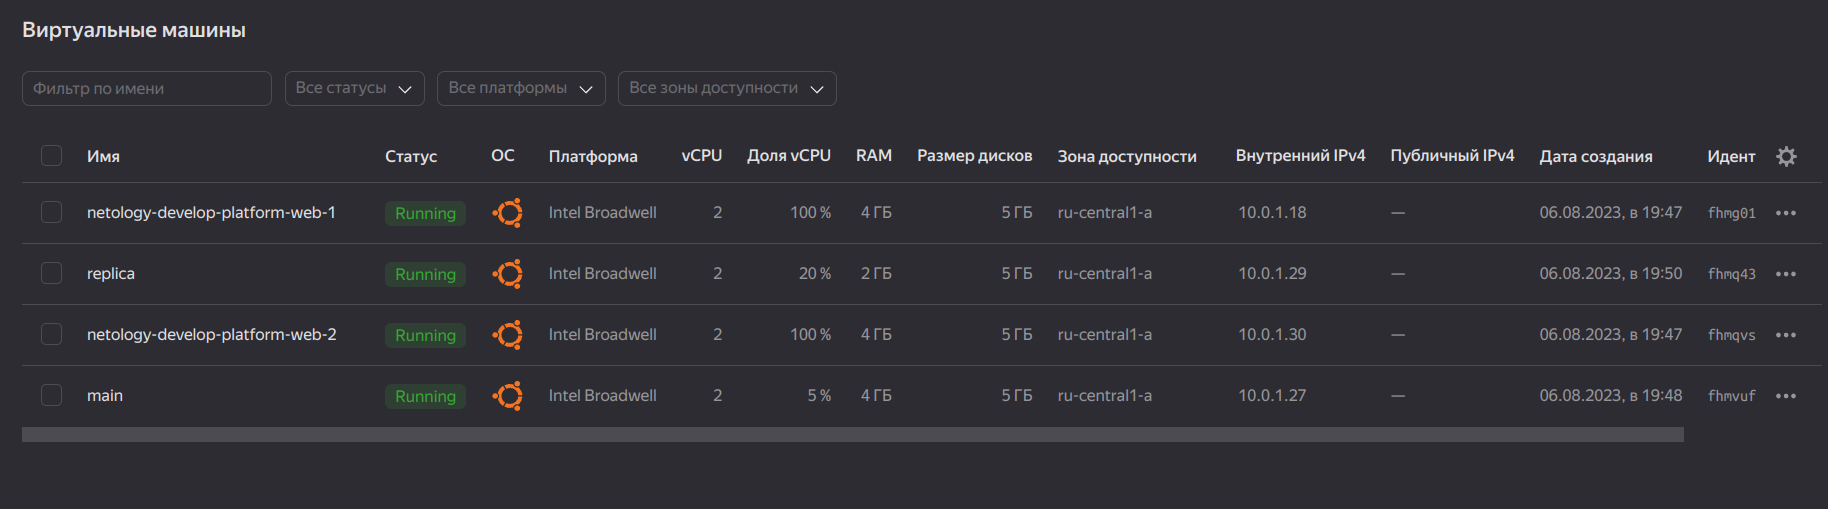 Виртуальные машины
Фильтр по имени Все статусы Все платформы Все зоны доступности
Имя Статус ОС Платформа vCPU Доля vCPU RAM Размер дисков Зона доступности Внутренний IPv4 Публичный IPv4 Дата создания Идент
netology-develop-platform-web-1 Running Intel Broadwell 2 100 % 4 ГБ 5 ГБ ru-central1-a 10.0.1.18 — 06.08.2023, в 19:47 fhmg01
replica Running Intel Broadwell 2 20 % 2 ГБ 5 ГБ ru-central1-a 10.0.1.29 — 06.08.2023, в 19:50 fhmq43
netology-develop-platform-web-2 Running Intel Broadwell 2 100 % 4 ГБ 5 ГБ ru-central1-a 10.0.1.30 — 06.08.2023, в 19:47 fhmqvs
main Running Intel Broadwell 2 5 % 4 ГБ 5 ГБ ru-central1-a 10.0.1.27 — 06.08.2023, в 19:48 fhmvuf